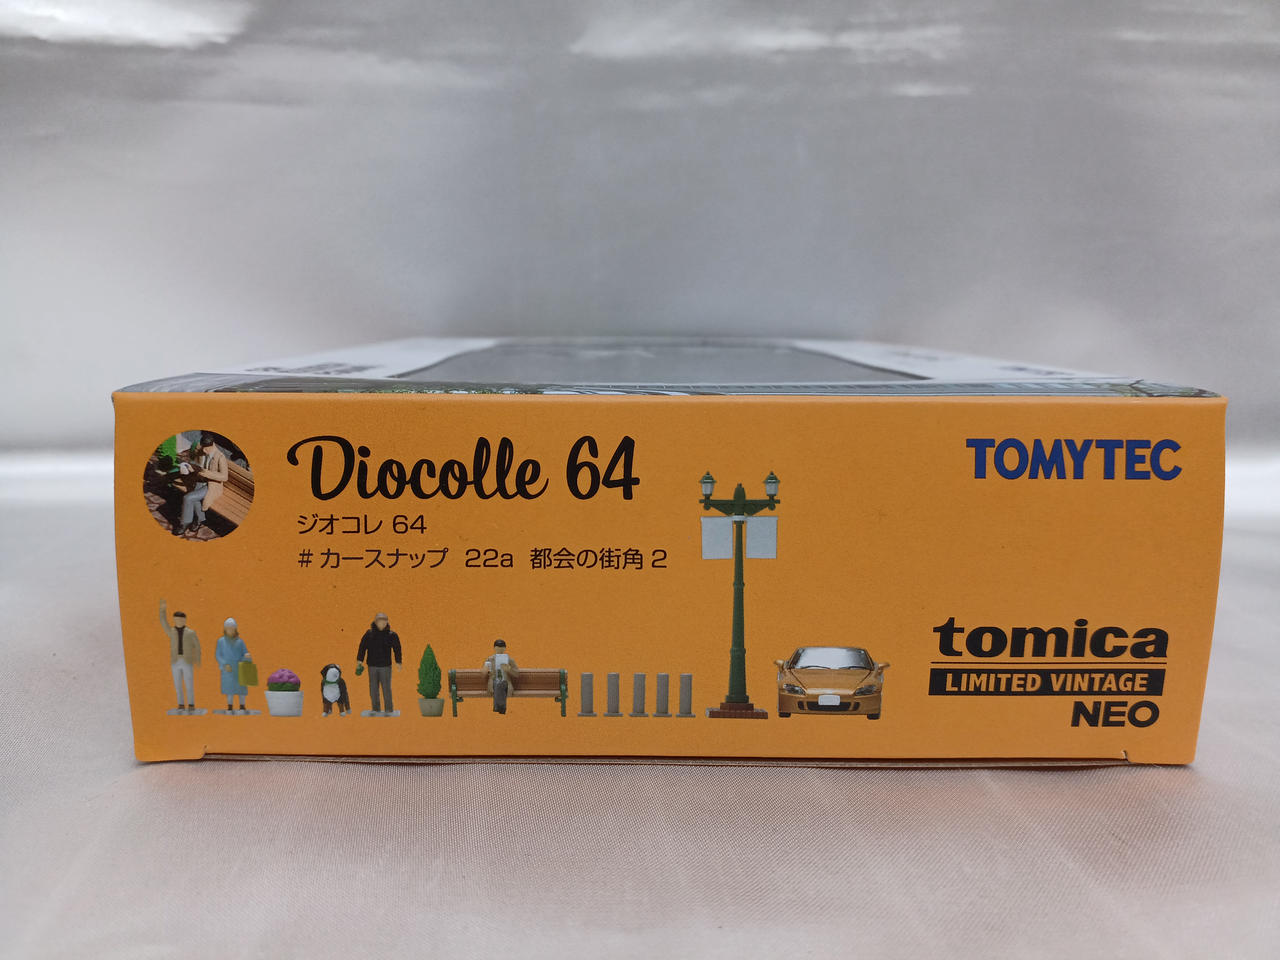 Diocolle 64
ジオコレ 64
# カースナップ 22a 都会の街角 2
TOMYTEC
tomica
LIMITED VINTAGE
NEO